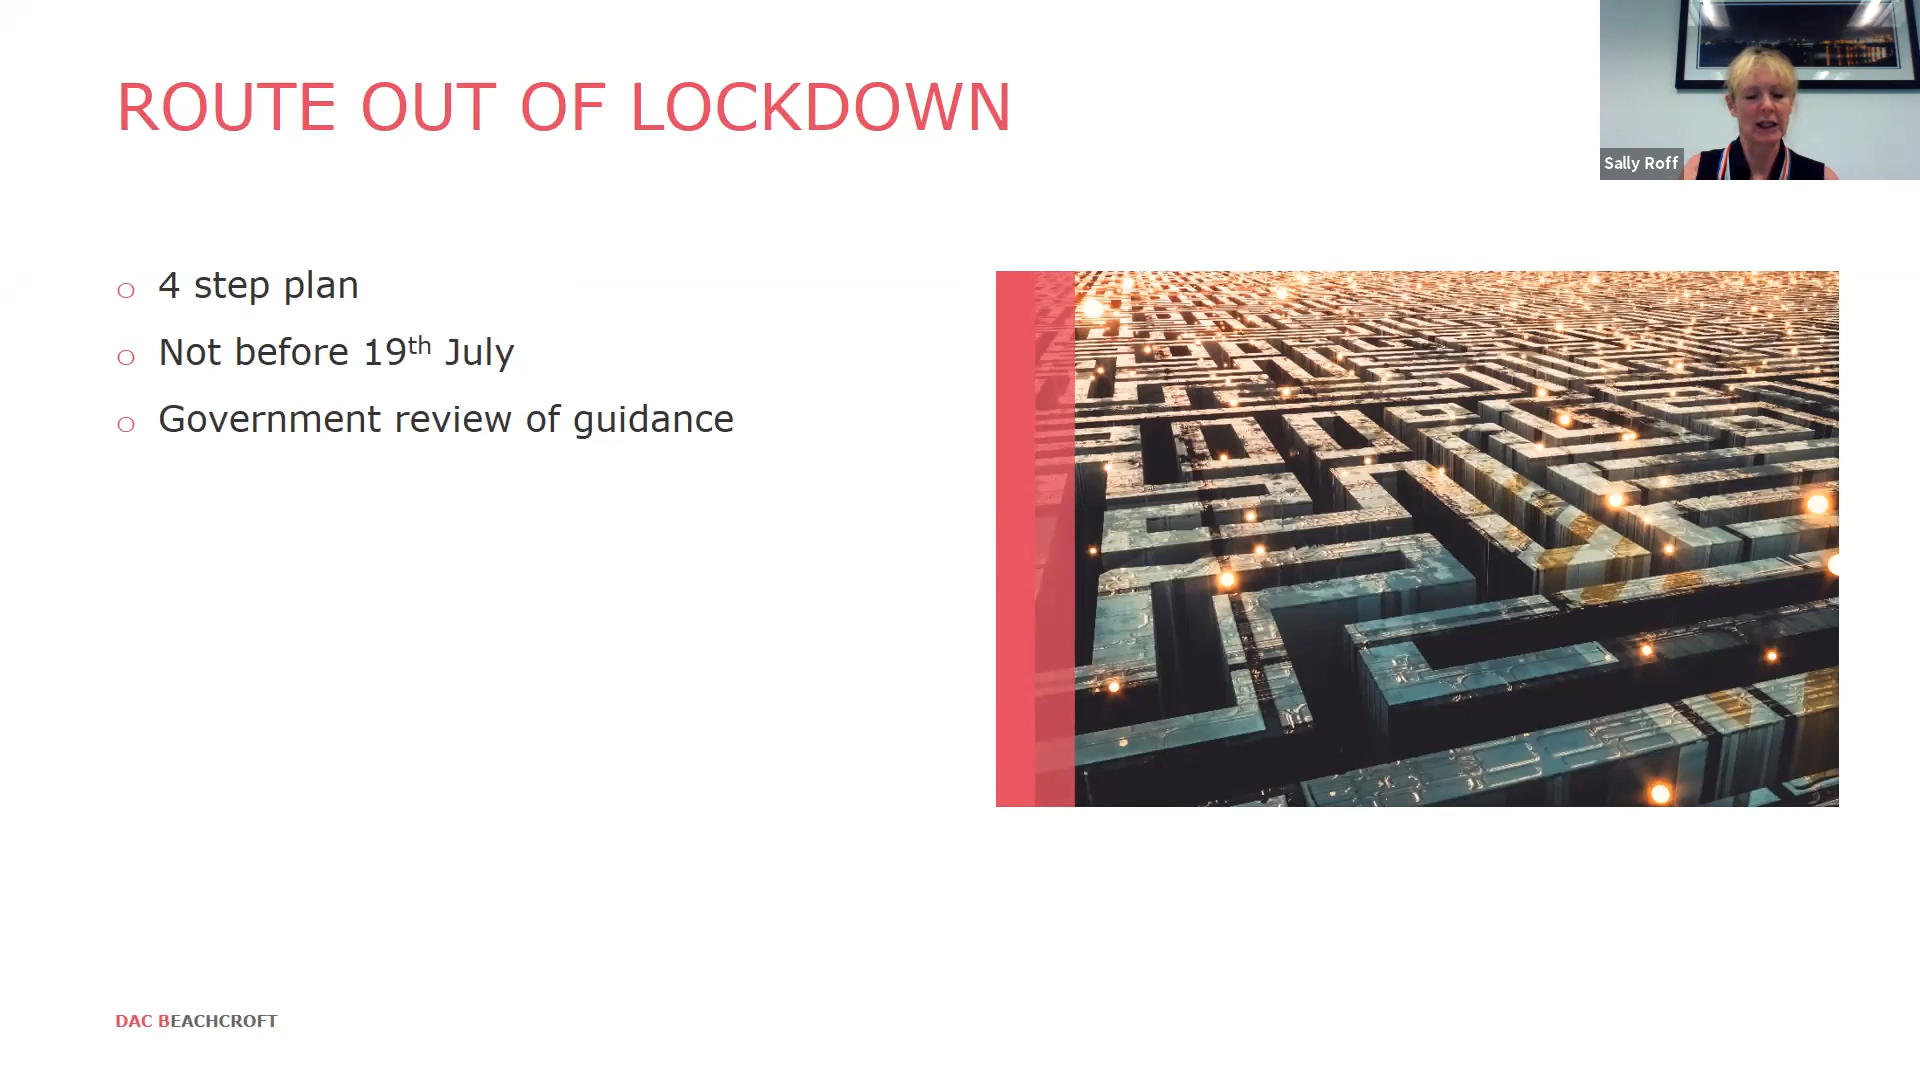 ROUTE OUT OF LOCKDOWN
Sally Roff
4 step plan
Not before 19th July
Government review of guidance
DAC BEACHCROFT